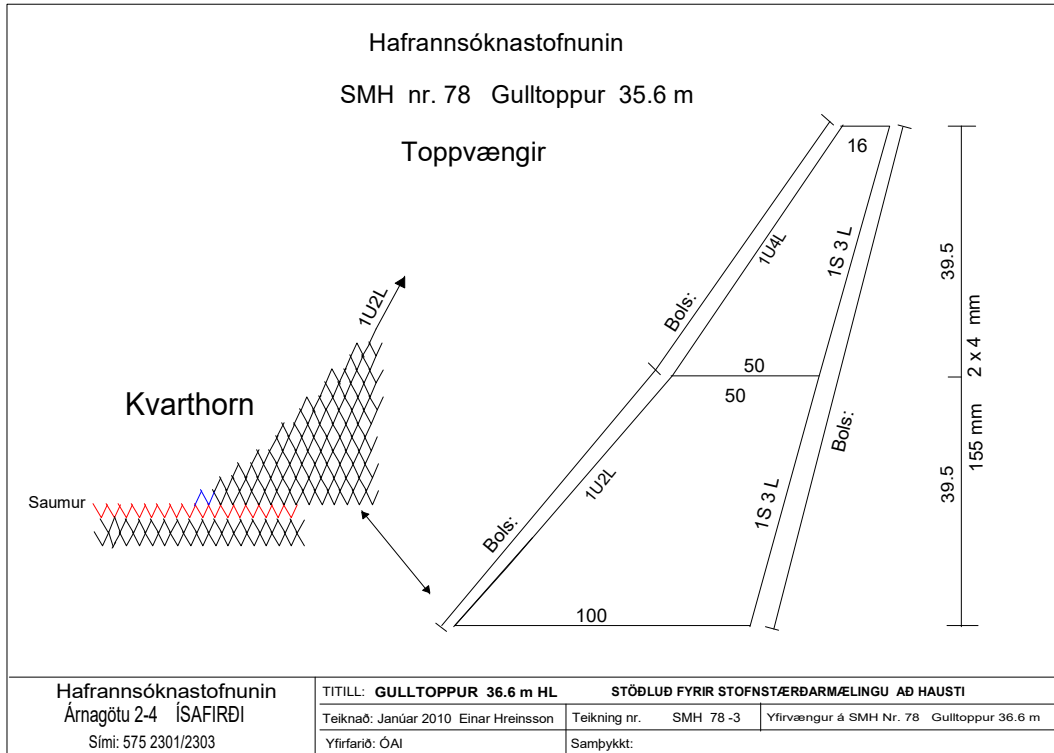 Hafrannsóknastofnunin
SMH nr. 78 Gulltoppur 35.6 m
Toppvængir
16
1U4L
1S 3 L
39.5
Bols:
1U2L
Kvarthorn
50
50
2 x 4 mm
155 mm
Bols:
Saumur
1U2L
1S 3 L
39.5
Bols:
100
Hafrannsóknastofnunin
Árnagötu 2-4 ÍSAFIRÐI
Sími: 575 2301/2303
TITILL: GULLTOPPUR 36.6 m HL STÖÐLUÐ FYRIR STOFNSTÆRÐARMÆLINGU AÐ HAUSTI
Teiknað: Janúar 2010 Einar Hreinsson Teikning nr. SMH 78 -3 Yfirvængur á SMH Nr. 78 Gulltoppur 36.6 m
Yfirfarið: ÓAI Samþykkt: